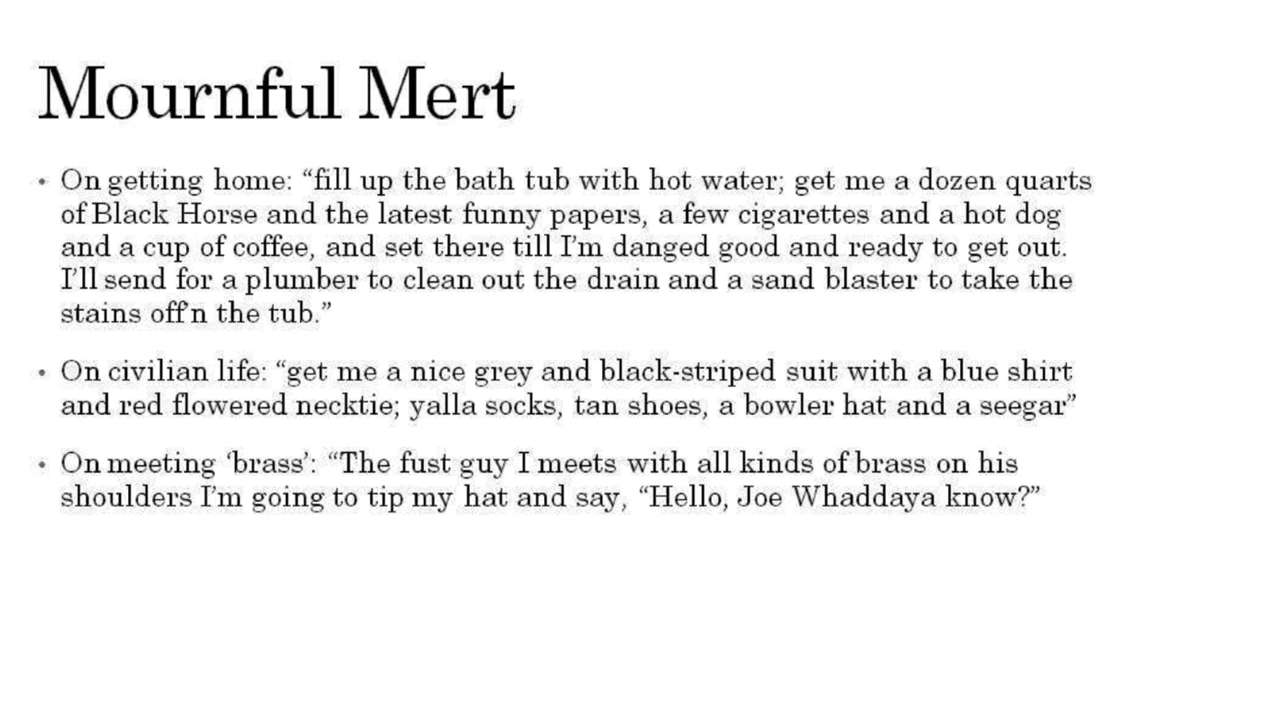 Mournful Mert
• On getting home: “fill up the bath tub with hot water; get me a dozen quarts
of Black Horse and the latest funny papers, a few cigarettes and a hot dog
and a cup of coffee, and set there till I’m danged good and ready to get out.
I’ll send for a plumber to clean out the drain and a sand blaster to take the
stains off’n the tub.”
• On civilian life: “get me a nice grey and black-striped suit with a blue shirt
and red flowered necktie; yalla socks, tan shoes, a bowler hat and a seegar”
• On meeting ‘brass’: “The fust guy I meets with all kinds of brass on his
shoulders I’m going to tip my hat and say, “Hello, Joe Whaddaya know?”